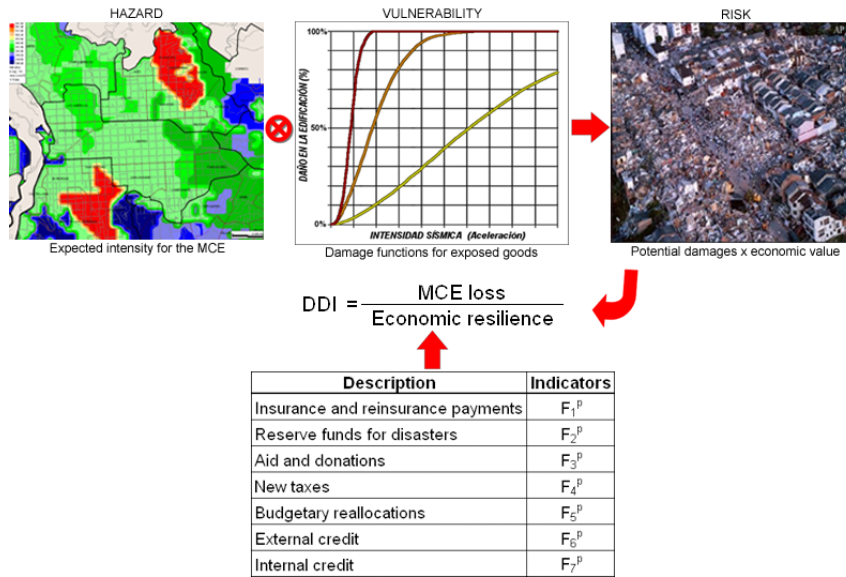 HAZARD
VULNERABILITY
RISK
100%
50%
0%
DAÑO EN LA EDIFICACIÓN (%)
INTENSIDAD SÍSMICA (Aceleración)
AP
Expected intensity for the MCE
Damage functions for exposed goods
Potential damages x economic value
DDI = MCE loss
Economic resilience
Description Indicators
Insurance and reinsurance payments F₁ᵖ
Reserve funds for disasters F₂ᵖ
Aid and donations F₃ᵖ
New taxes F₄ᵖ
Budgetary reallocations F₅ᵖ
External credit F₆ᵖ
Internal credit F₇ᵖ